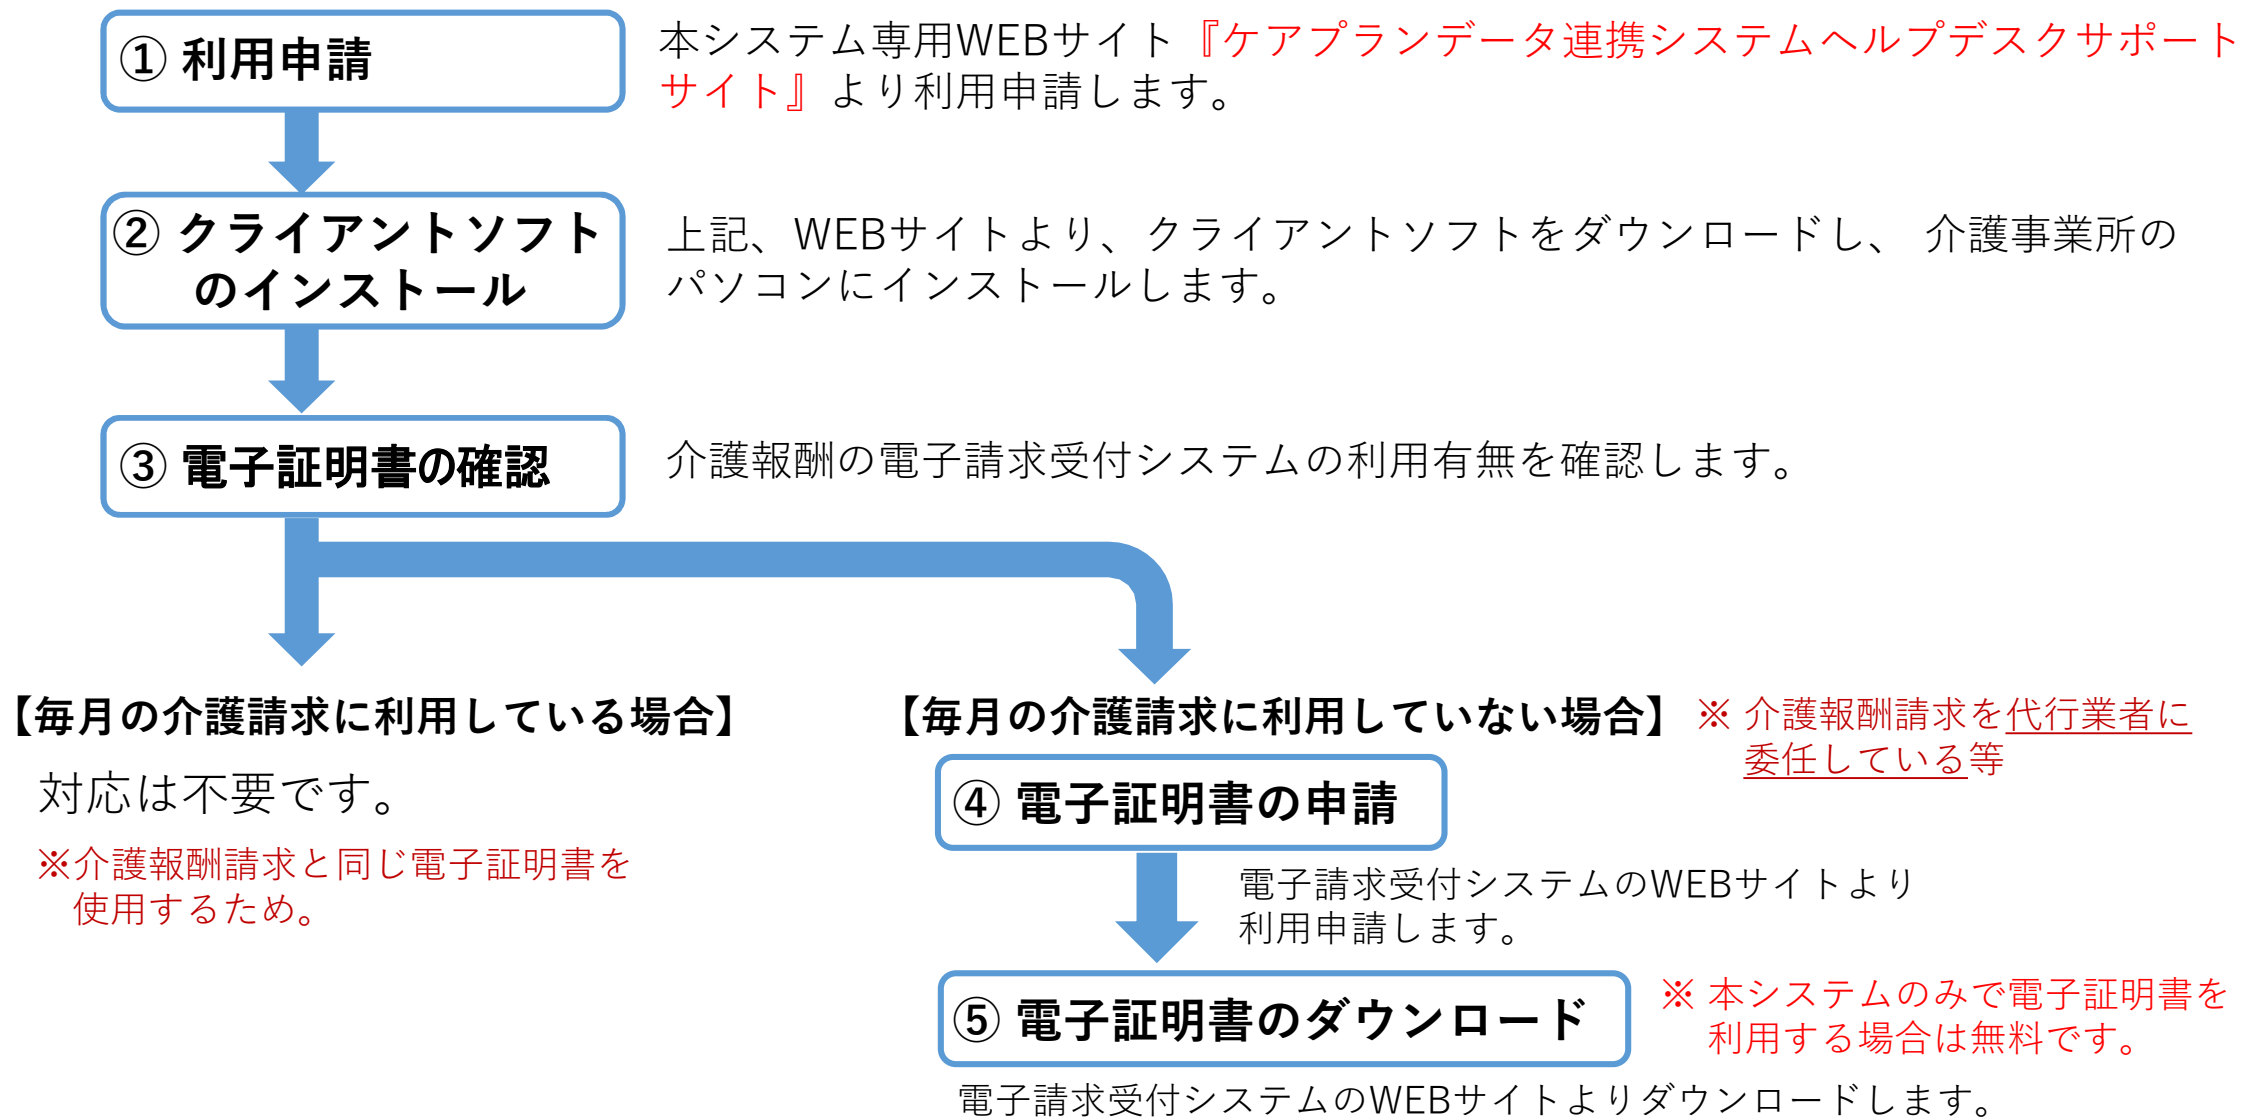 ① 利用申請
本システム専用WEBサイト『ケアプランデータ連携システムヘルプデスクサポート
サイト』より利用申請します。
② クライアントソフト
のインストール
上記、WEBサイトより、クライアントソフトをダウンロードし、 介護事業所の
パソコンにインストールします。
③ 電子証明書の確認
介護報酬の電子請求受付システムの利用有無を確認します。
【毎月の介護請求に利用している場合】
対応は不要です。
※介護報酬請求と同じ電子証明書を
使用するため。
【毎月の介護請求に利用していない場合】
※ 介護報酬請求を代行業者に
委任している等
④ 電子証明書の申請
電子請求受付システムのWEBサイトより
利用申請します。
⑤ 電子証明書のダウンロード
※ 本システムのみで電子証明書を
利用する場合は無料です。
電子請求受付システムのWEBサイトよりダウンロードします。